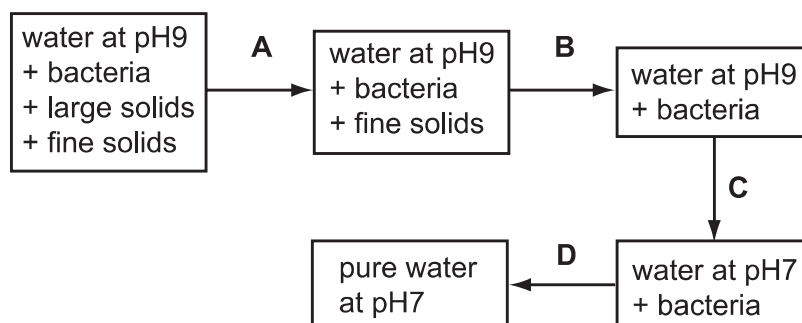 water at pH9
+ bacteria
+ large solids
+ fine solids
A
water at pH9
+ bacteria
+ fine solids
B
water at pH9
+ bacteria
C
water at pH7
+ bacteria
D
pure water
at pH7